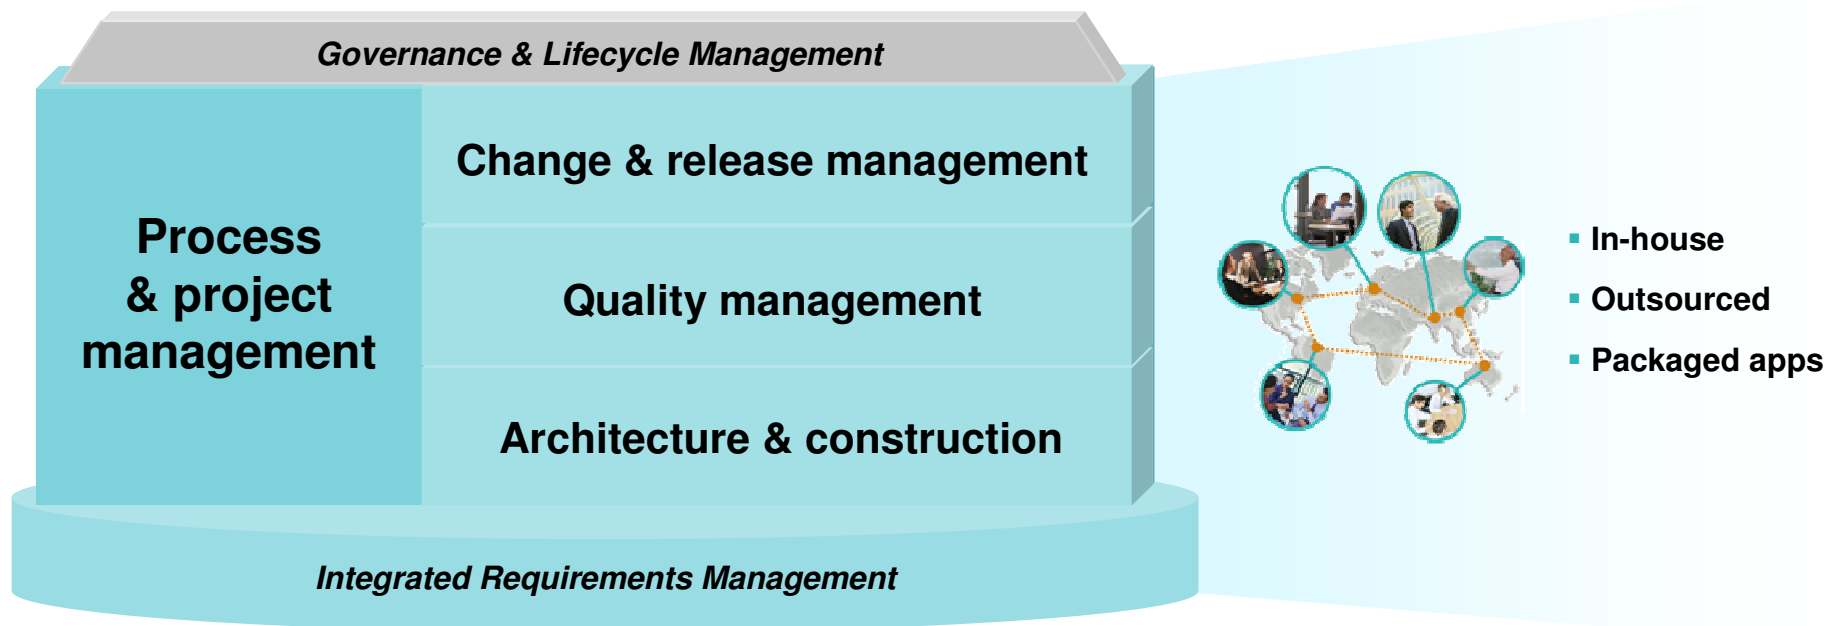 Governance & Lifecycle Management
Process
& project
management
Change & release management
Quality management
Architecture & construction
Integrated Requirements Management
▪ In-house
▪ Outsourced
▪ Packaged apps